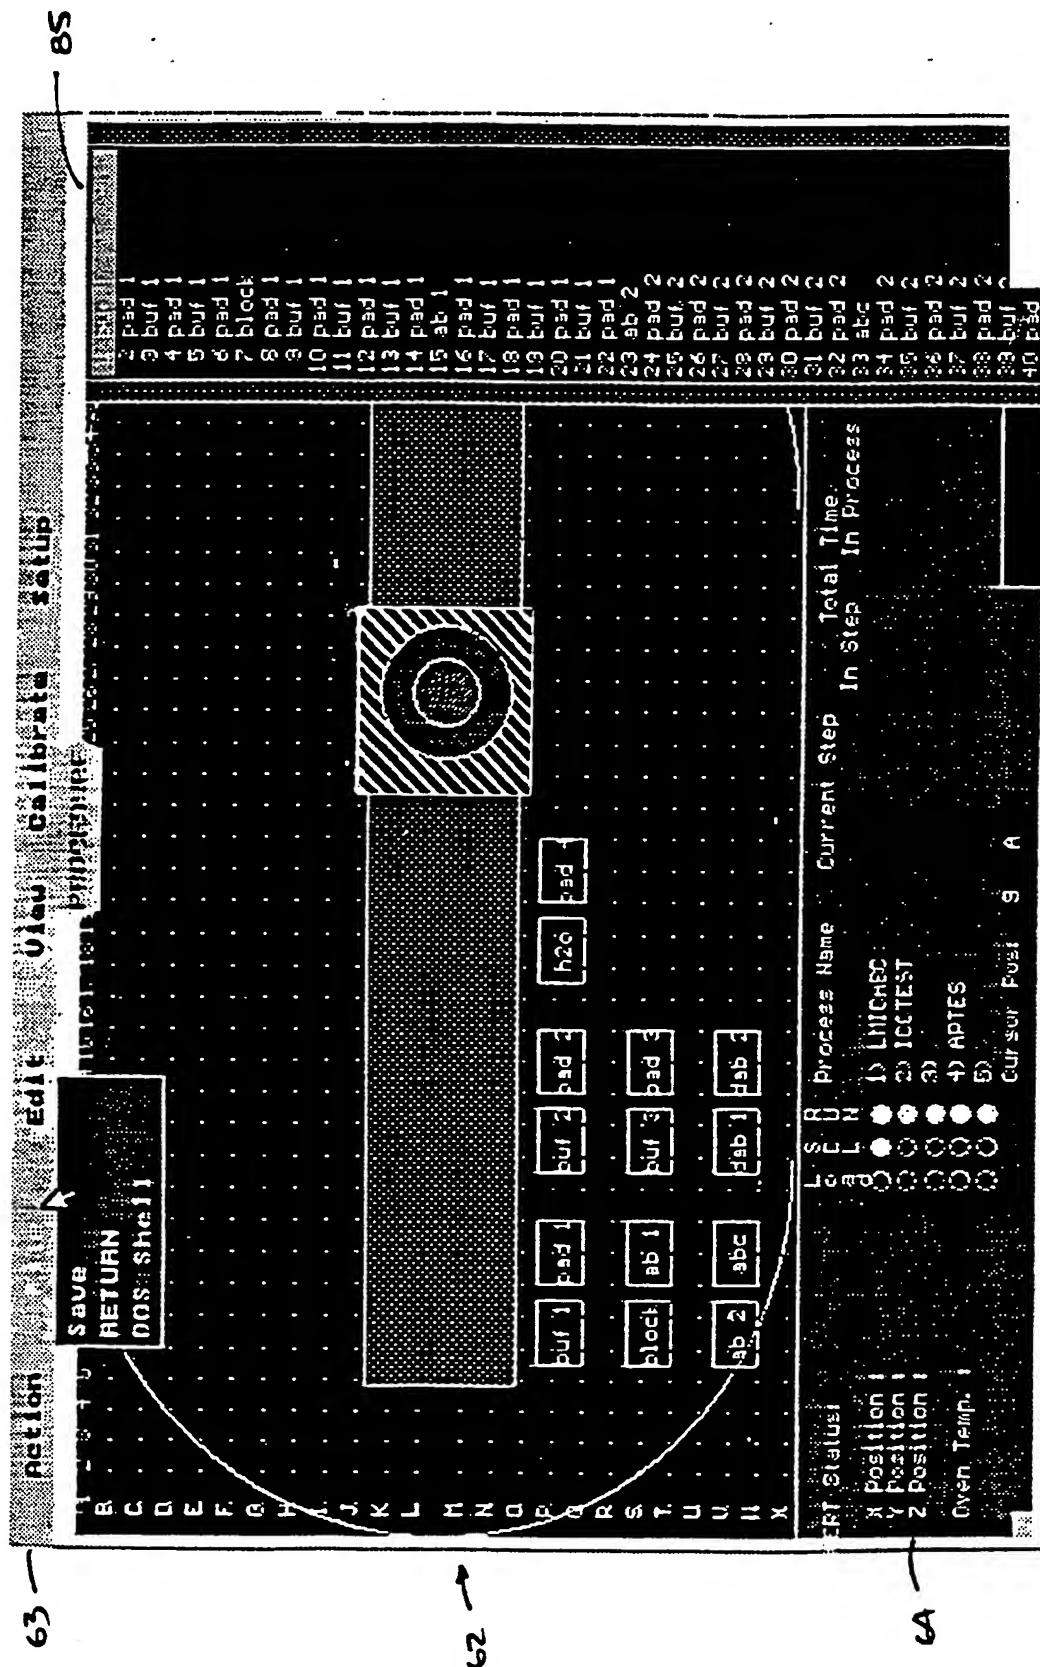 63
85
Action Edit View Calibrate setup
Save
RETURN
DOS Shell
B
C
D
E
F
G
H
I
J
K
L
M
N
O
P
Q
R
S
T
U
V
W
X
2 pad 1
3 buf 1
4 pad 1
5 buf 1
6 pad 1
7 block
8 pad 1
9 buf 1
10 pad 1
11 buf 1
12 pad 1
13 buf 1
14 pad 1
15 ab 1
16 pad 1
17 buf 1
18 pad 1
19 buf 1
20 pad 1
21 buf 1
22 pad 1
23 ab 2
24 pad 2
25 buf 2
26 pad 2
27 buf 2
28 pad 2
29 buf 2
30 pad 2
31 buf 2
32 pad 2
33 abc
34 pad 2
35 buf 2
36 pad 2
37 buf 2
38 pad 2
39 buf 2
40 pad
buf 1 pad 1 buf 2 pad 2 h2o pad 4
block ab 1 buf 3 pad 3
ab 2 abc dab 1 dab 2
62
64
ERT Status:
X Position :
Y Position :
Z Position :
Oven Temp. :
Load SCL RUN
Process Name Current Step Total Time
In Step In Process
1) LMICHEC
2) ICCTEST
3)
4) APTES
5)
Cursor Pos: 9 A